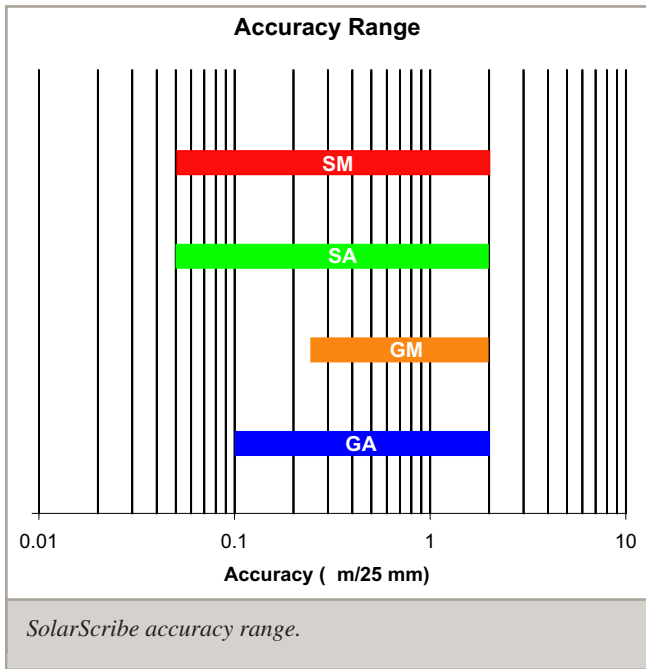 Accuracy Range
SM
SA
GM
GA
0.01 0.1 1 10
Accuracy ( m/25 mm)
SolarScribe accuracy range.